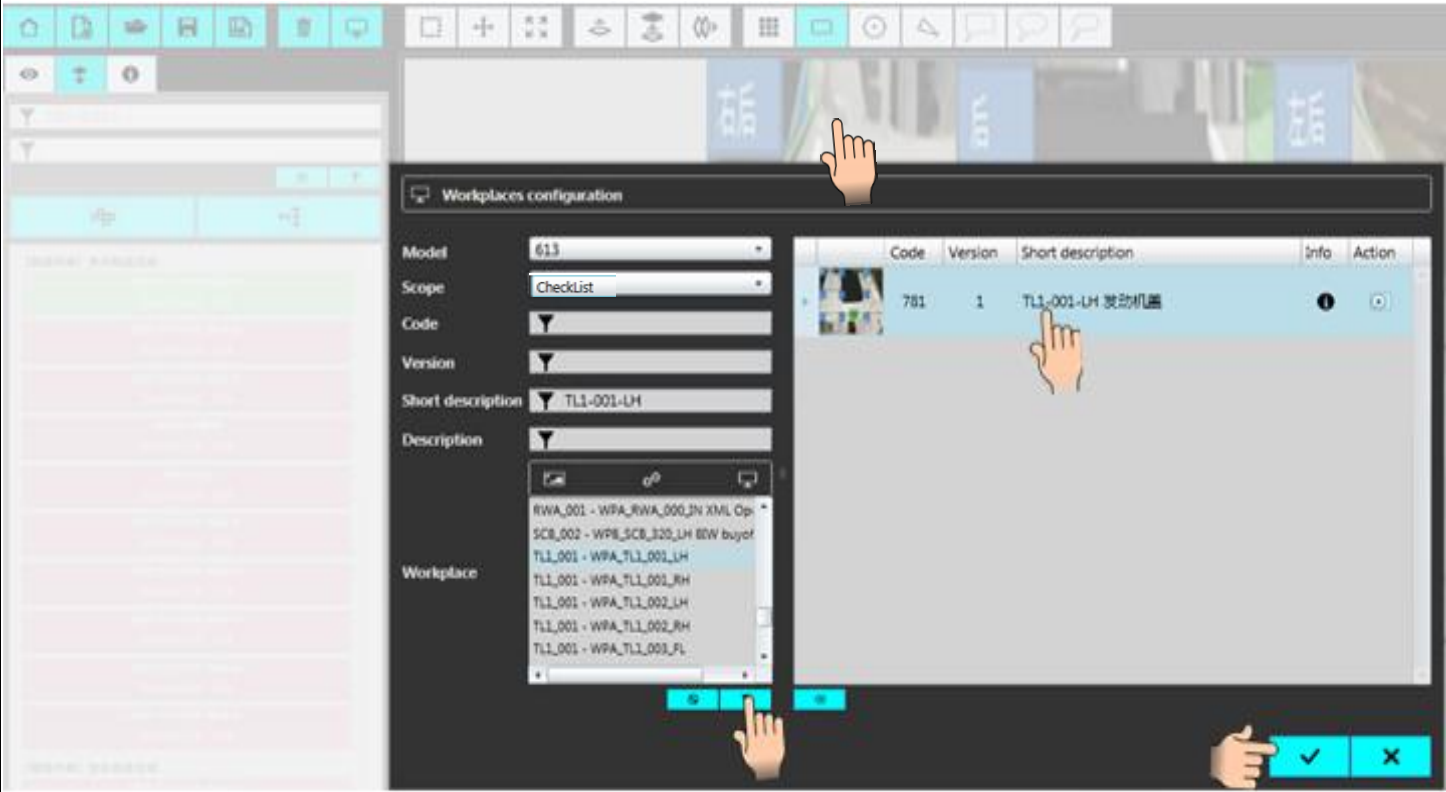 Workplaces configuration
Model 613
Scope CheckList
Code
Version
Short description TL1-001-LH
Description
Workplace
RWA_001 - WPA_RWA_000_IN XML Op
SCB_002 - WPB_SCB_320_LH BIW buyof
TL1_001 - WPA_TL1_001_LH
TL1_001 - WPA_TL1_001_RH
TL1_001 - WPA_TL1_002_LH
TL1_001 - WPA_TL1_002_RH
TL1_001 - WPA_TL1_003_FL
Code Version Short description Info Action
781 1 TL1-001-LH 发动机盖